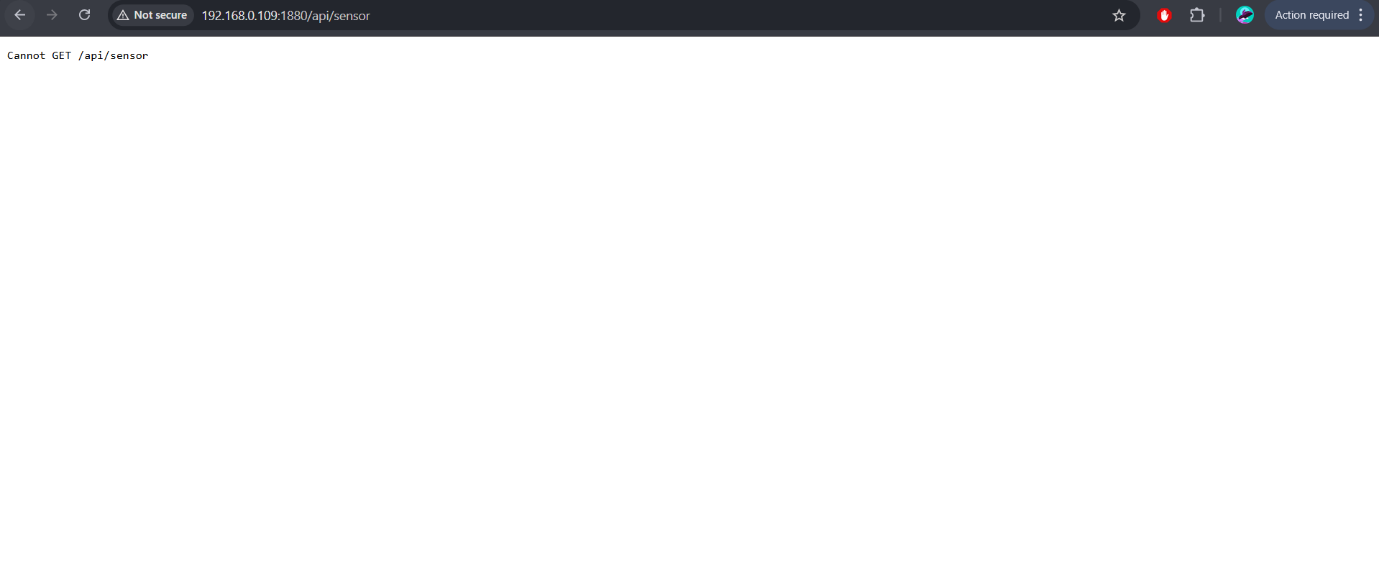 Not secure 192.168.0.109:1880/api/sensor Action required
Cannot GET /api/sensor